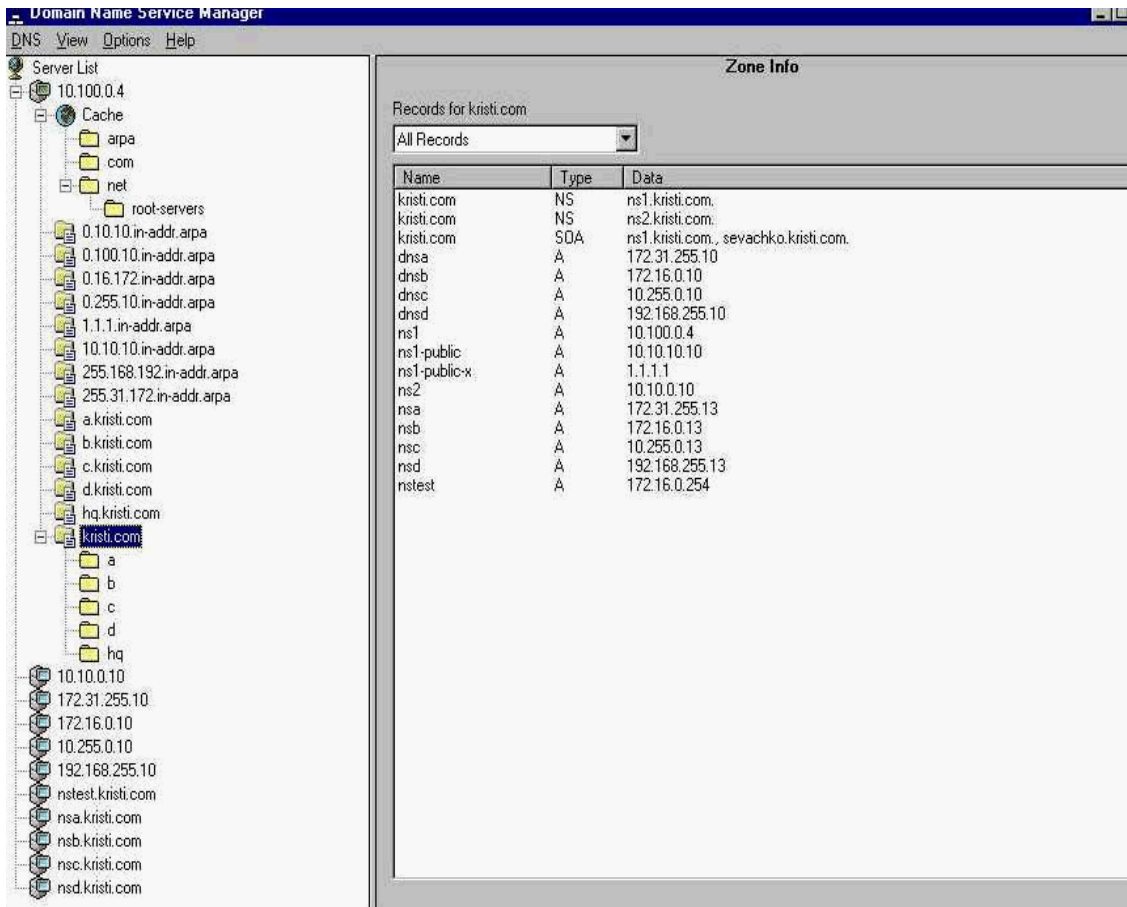 Domain Name Service Manager
DNS View Options Help
Server List
10.100.0.4
Cache
arpa
com
net
root-servers
0.10.10.in-addr.arpa
0.100.10.in-addr.arpa
0.16.172.in-addr.arpa
0.255.10.in-addr.arpa
1.1.1.in-addr.arpa
10.10.10.in-addr.arpa
255.168.192.in-addr.arpa
255.31.172.in-addr.arpa
a.kristi.com
b.kristi.com
c.kristi.com
d.kristi.com
hq.kristi.com
kristi.com
a
b
c
d
hq
10.10.0.10
172.31.255.10
172.16.0.10
10.255.0.10
192.168.255.10
nstest.kristi.com
nsa.kristi.com
nsb.kristi.com
nsc.kristi.com
nsd.kristi.com
Zone Info
Records for kristi.com
All Records
Name Type Data
kristi.com NS ns1.kristi.com.
kristi.com NS ns2.kristi.com.
kristi.com SOA ns1.kristi.com., sevachko.kristi.com.
dnsa A 172.31.255.10
dnsb A 172.16.0.10
dnsc A 10.255.0.10
dnsd A 192.168.255.10
ns1 A 10.100.0.4
ns1-public A 10.10.10.10
ns1-public-x A 1.1.1.1
ns2 A 10.10.0.10
nsa A 172.31.255.13
nsb A 172.16.0.13
nsc A 10.255.0.13
nsd A 192.168.255.13
nstest A 172.16.0.254